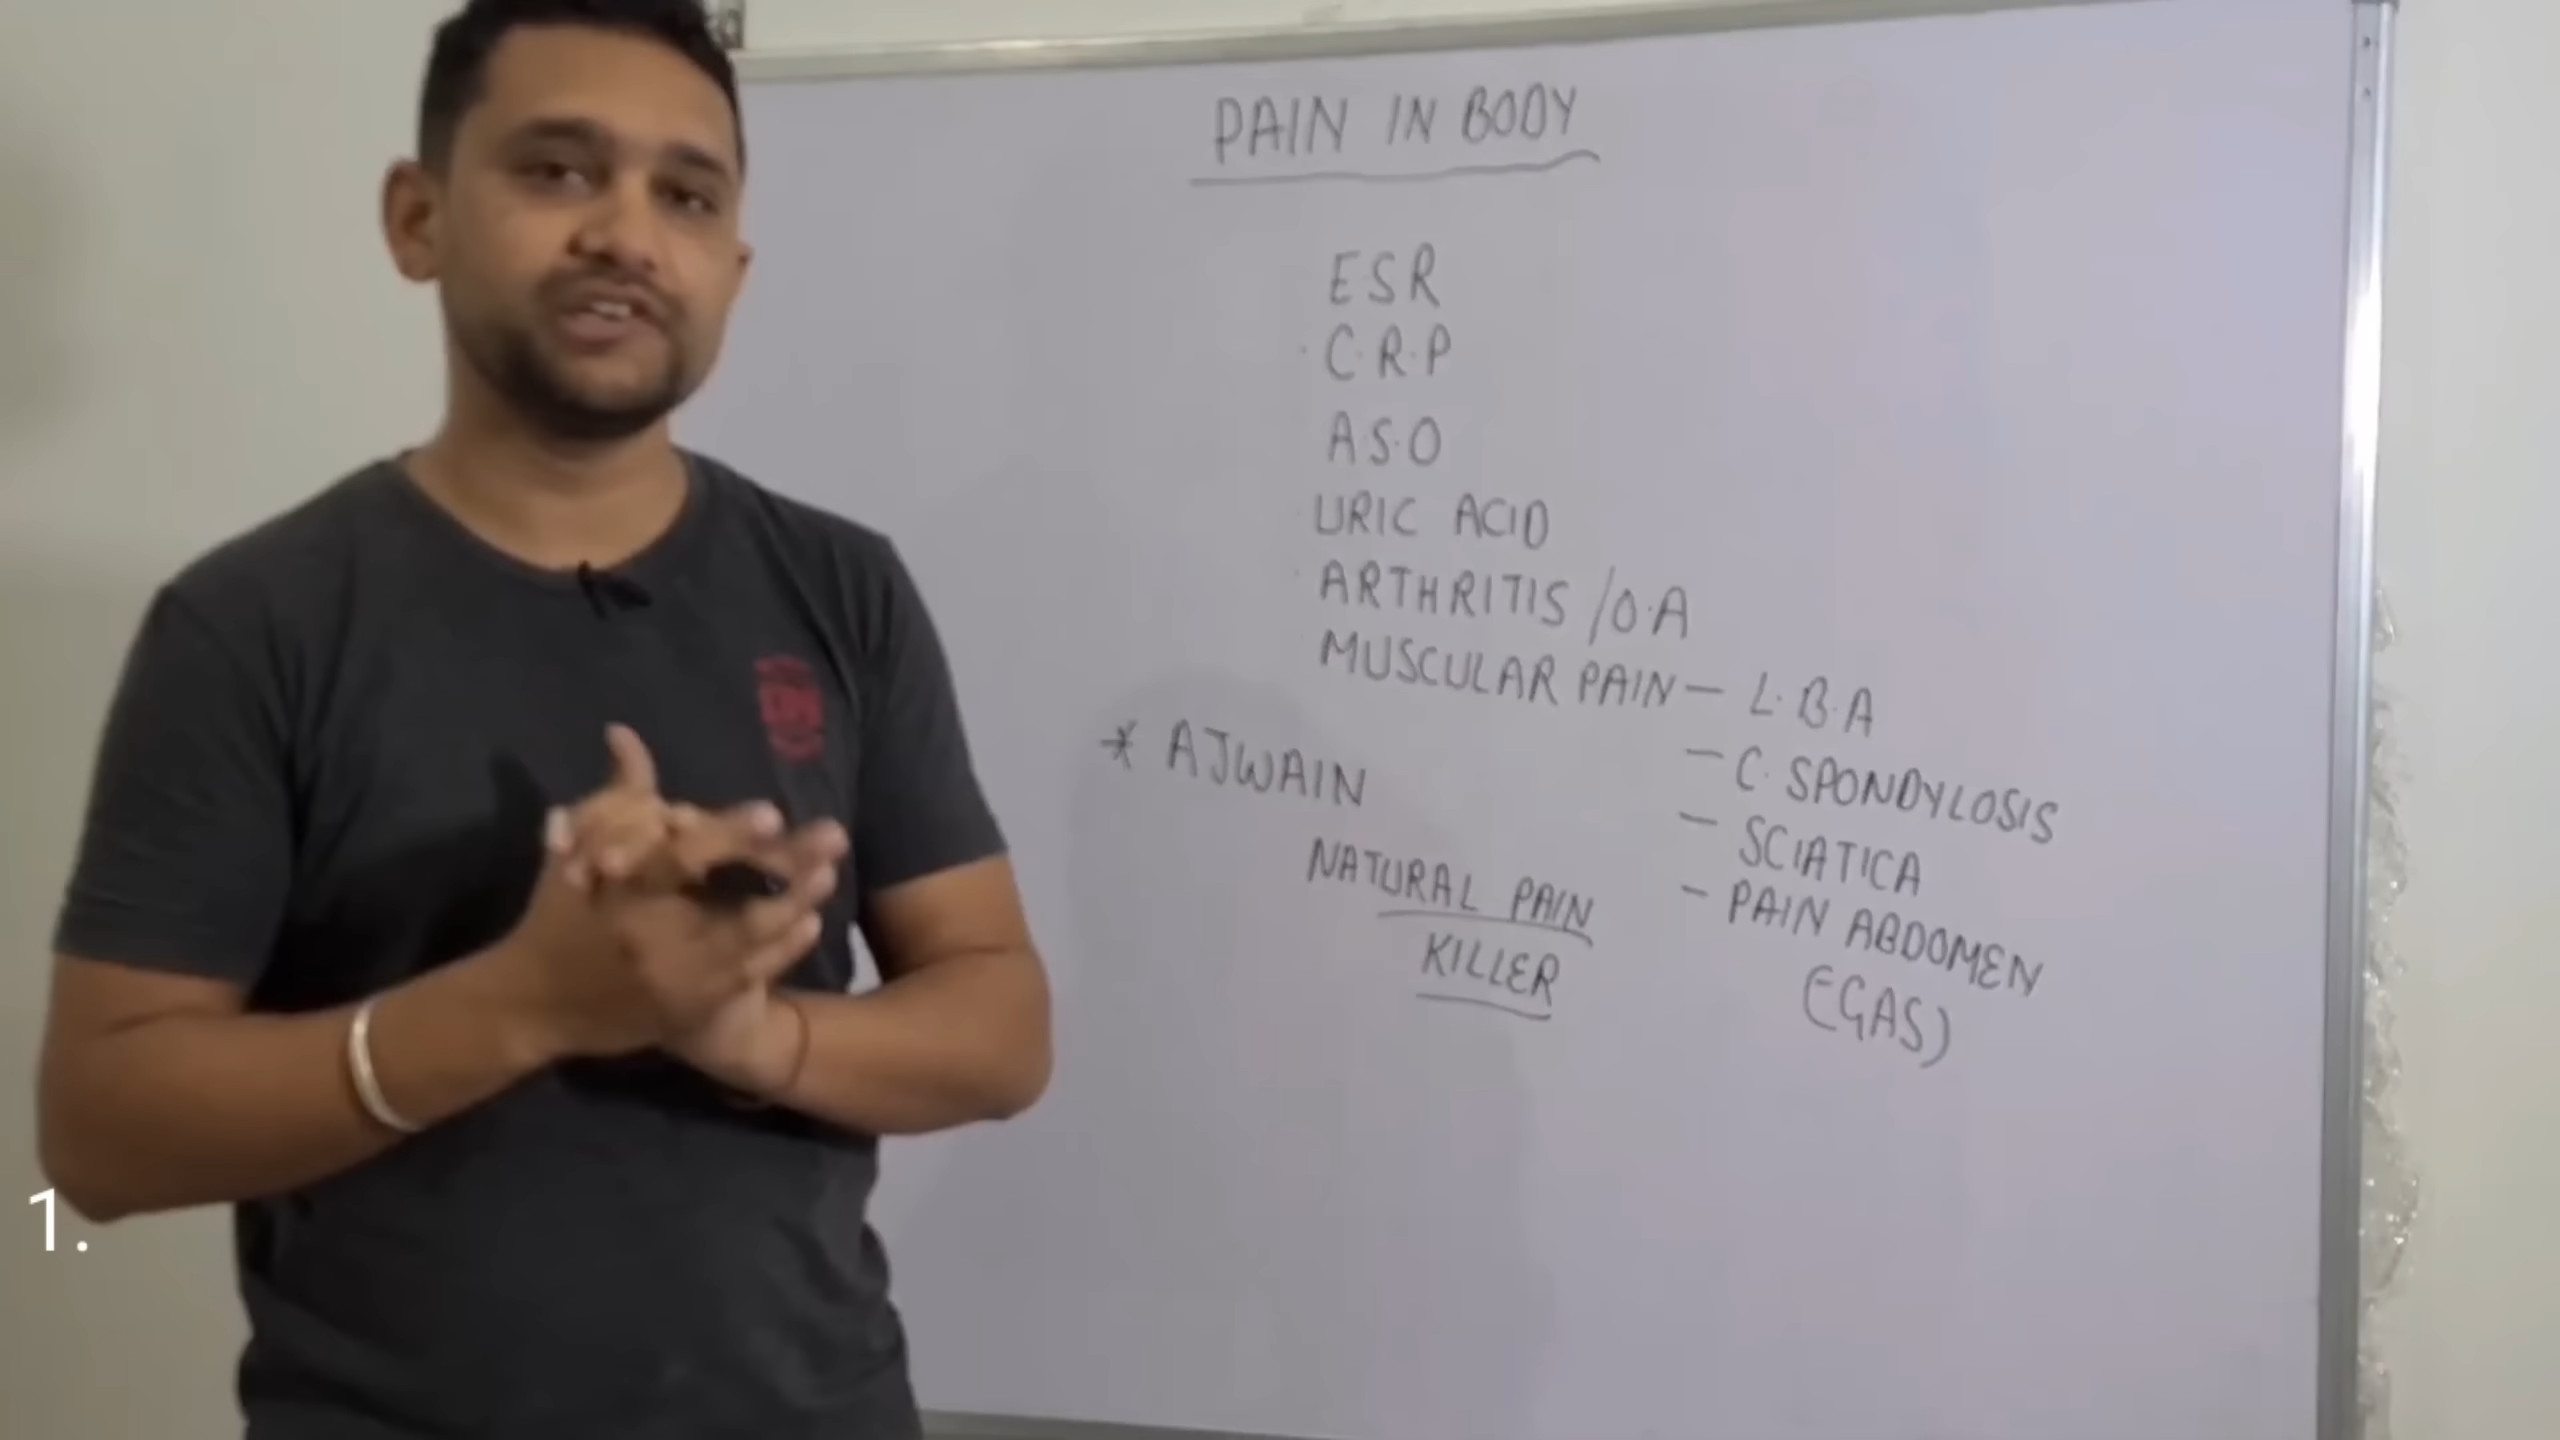 PAIN IN BODY
ESR
C.R.P
A.S.O
URIC ACID
ARTHRITIS /O.A
MUSCULAR PAIN — L.B.A
— C. SPONDYLOSIS
— SCIATICA
— PAIN ABDOMEN
(GAS)
* AJWAIN
NATURAL PAIN
KILLER
1.